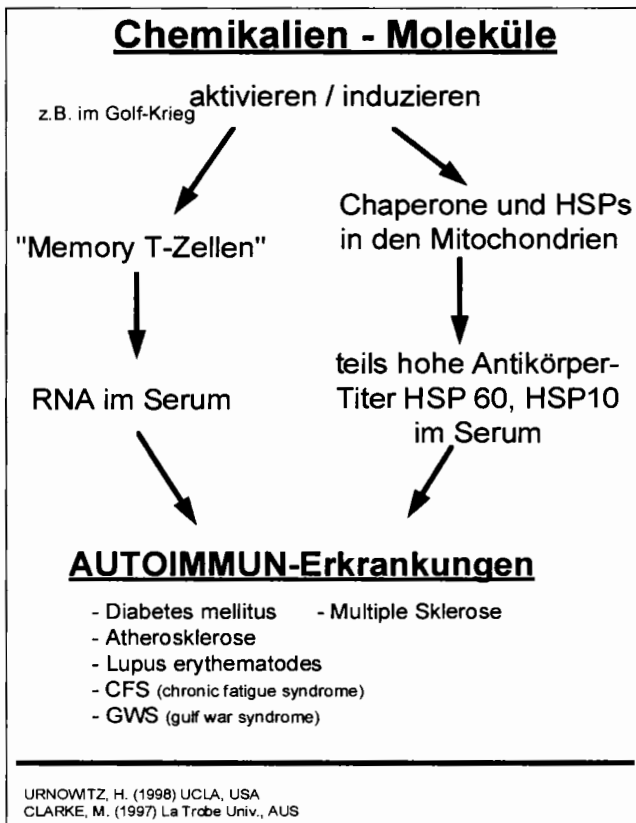 Chemikalien - Moleküle
aktivieren / induzieren
z.B. im Golf-Krieg
"Memory T-Zellen"
Chaperone und HSPs
in den Mitochondrien
RNA im Serum
teils hohe Antikörper-
Titer HSP 60, HSP10
im Serum
AUTOIMMUN-Erkrankungen
- Diabetes mellitus - Multiple Sklerose
- Atherosklerose
- Lupus erythematodes
- CFS (chronic fatigue syndrome)
- GWS (gulf war syndrome)
URNOWITZ, H. (1998) UCLA, USA
CLARKE, M. (1997) La Trobe Univ., AUS